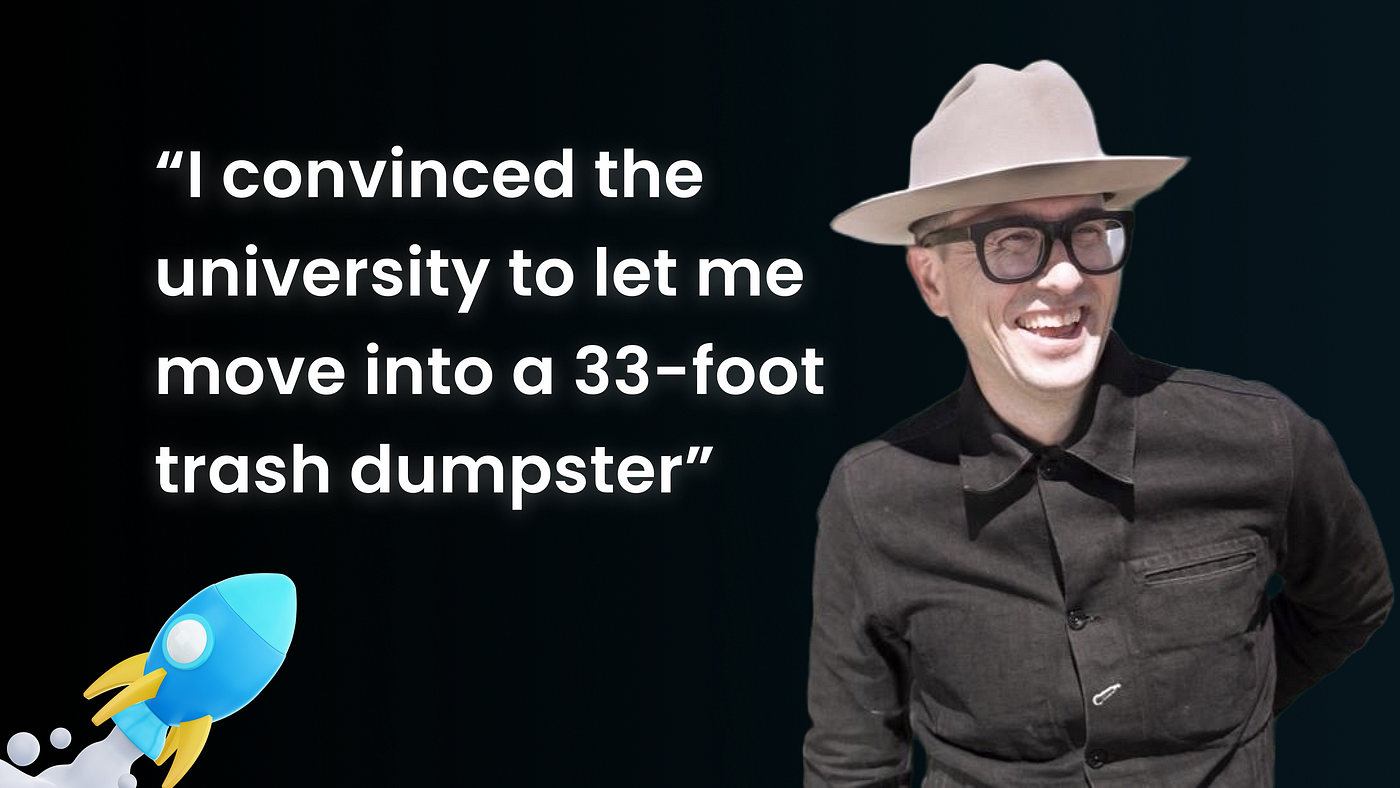 “I convinced the
university to let me
move into a 33-foot
trash dumpster”